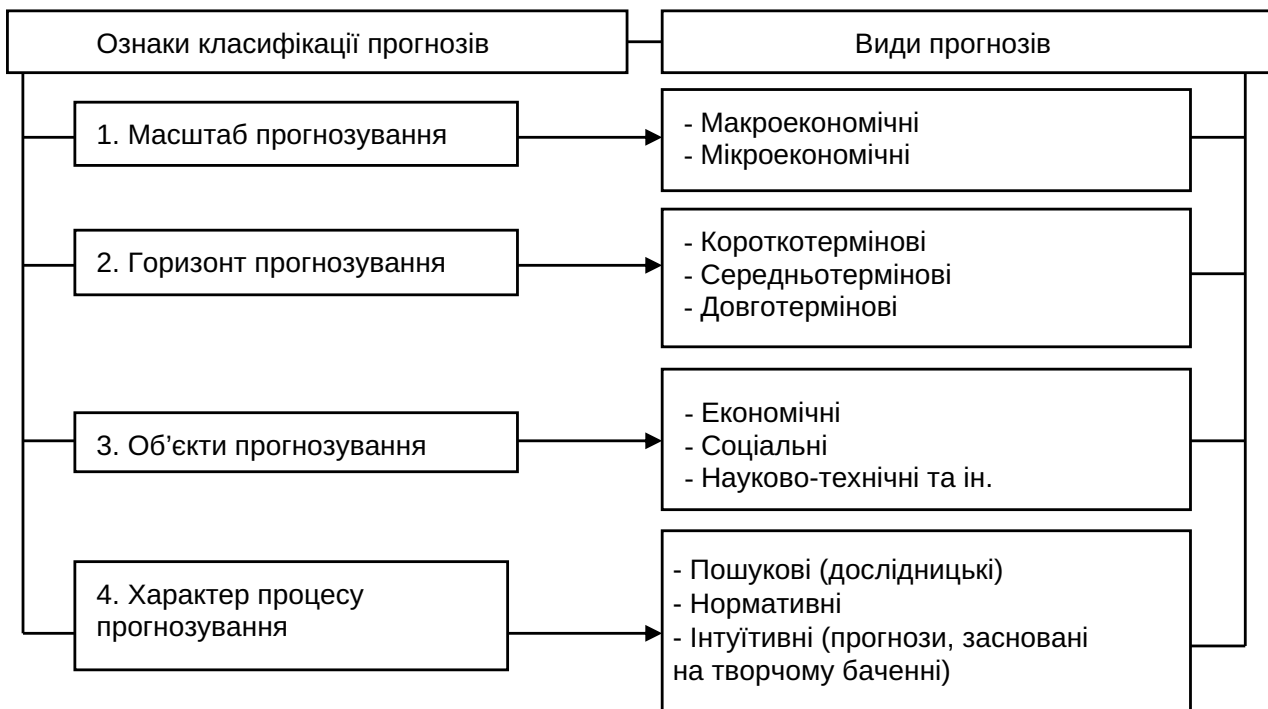 Ознаки класифікації прогнозів
Види прогнозів
1. Масштаб прогнозування
- Макроекономічні
- Мікроекономічні
2. Горизонт прогнозування
- Короткотермінові
- Середньотермінові
- Довготермінові
3. Об’єкти прогнозування
- Економічні
- Соціальні
- Науково-технічні та ін.
4. Характер процесу
прогнозування
- Пошукові (дослідницькі)
- Нормативні
- Інтуїтивні (прогнози, засновані
на творчому баченні)